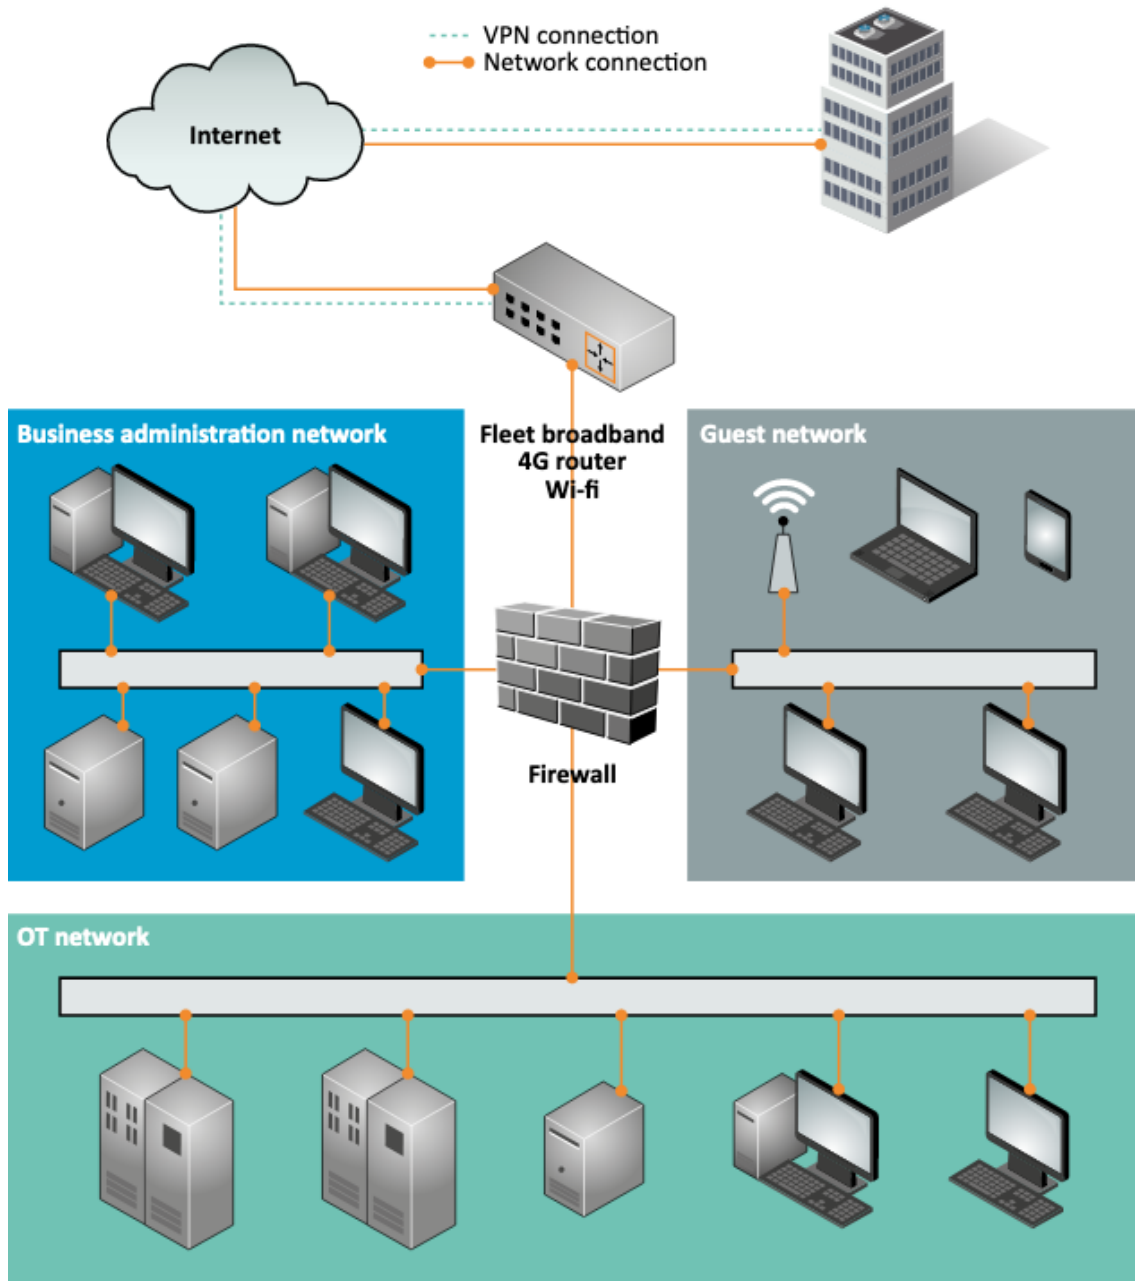 VPN connection
Network connection
Internet
Business administration network
Fleet broadband
4G router
Wi-fi
Guest network
Firewall
OT network